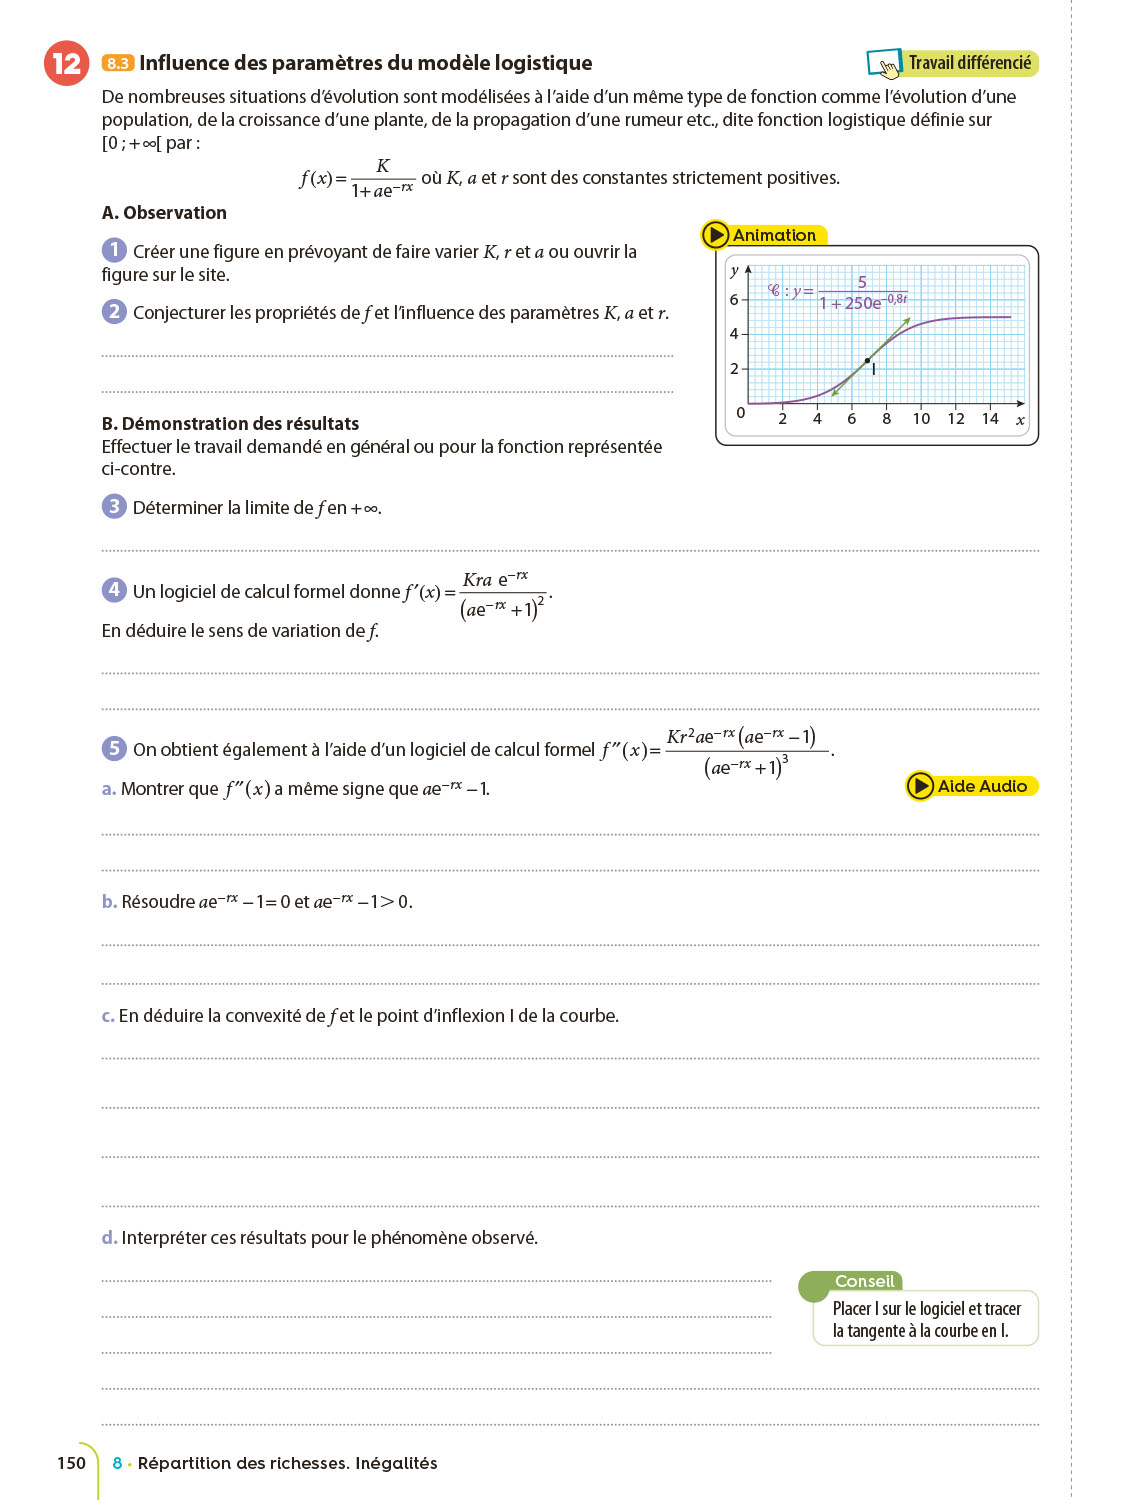 12 8.3 Influence des paramètres du modèle logistique
Travail différencié
De nombreuses situations d'évolution sont modélisées à l'aide d'un même type de fonction comme l'évolution d'une
population, de la croissance d'une plante, de la propagation d'une rumeur etc., dite fonction logistique définie sur
[0 ; + ∞[ par :
f(x) = K / (1 + ae^(−rx)) où K, a et r sont des constantes strictement positives.
A. Observation
1 Créer une figure en prévoyant de faire varier K, r et a ou ouvrir la
figure sur le site.
2 Conjecturer les propriétés de f et l'influence des paramètres K, a et r.
Animation
y
𝒞 : y = 5 / (1 + 250e^(−0,8t))
6
4
2
I
0 2 4 6 8 10 12 14 x
B. Démonstration des résultats
Effectuer le travail demandé en général ou pour la fonction représentée
ci-contre.
3 Déterminer la limite de f en + ∞.
4 Un logiciel de calcul formel donne f′(x) = Kra e^(−rx) / (ae^(−rx) + 1)².
En déduire le sens de variation de f.
5 On obtient également à l'aide d'un logiciel de calcul formel f″(x) = Kr²ae^(−rx)(ae^(−rx) − 1) / (ae^(−rx) + 1)³.
a. Montrer que f″(x) a même signe que ae^(−rx) − 1.
Aide Audio
b. Résoudre ae^(−rx) − 1 = 0 et ae^(−rx) − 1 > 0.
c. En déduire la convexité de f et le point d'inflexion I de la courbe.
d. Interpréter ces résultats pour le phénomène observé.
Conseil
Placer I sur le logiciel et tracer
la tangente à la courbe en I.
150 8 • Répartition des richesses. Inégalités